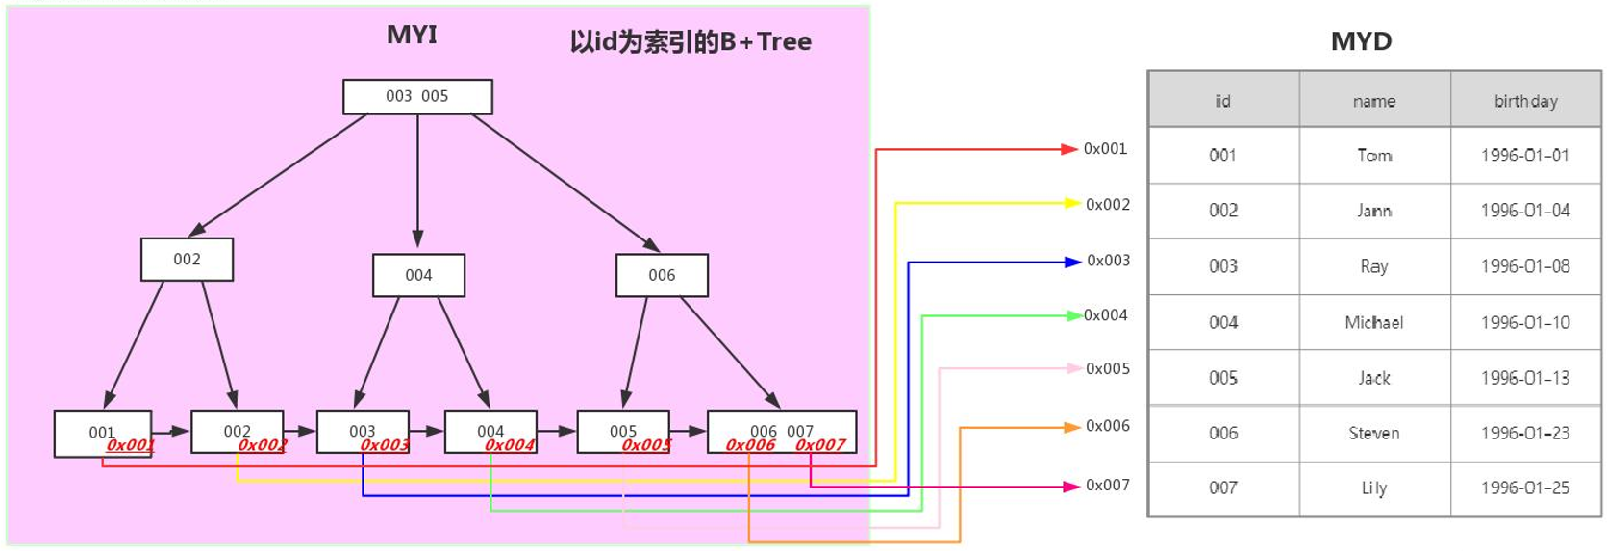 MYI
以id为索引的B+Tree
003 005
002
004
006
001
0x001
002
0x002
003
0x003
004
0x004
005
0x005
006 007
0x006
0x007
0x001
0x002
0x003
0x004
0x005
0x006
0x007
MYD
id name birthday
001 Tom 1996-01-01
002 Jann 1996-01-04
003 Ray 1996-01-08
004 Michael 1996-01-10
005 Jack 1996-01-13
006 Steven 1996-01-23
007 Lily 1996-01-25